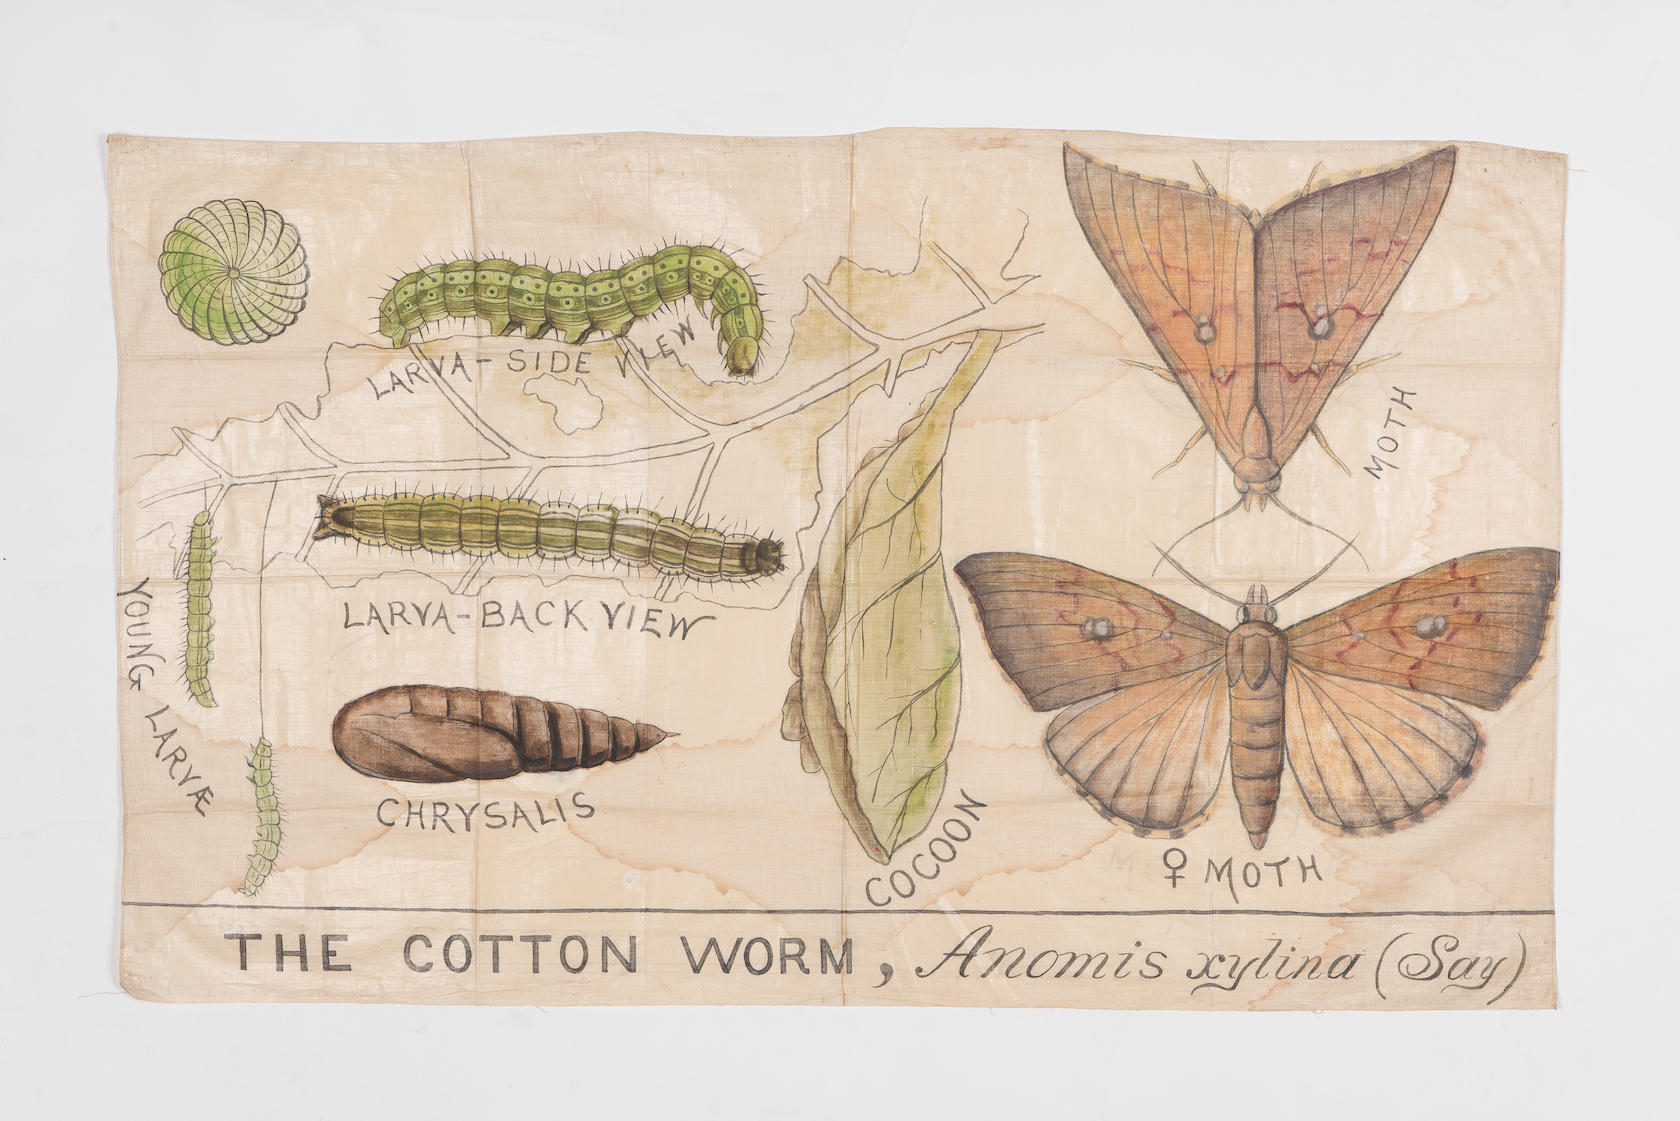 LARVA-SIDE VIEW
MOTH
YOUNG LARVÆ
LARVA-BACK VIEW
CHRYSALIS
COCOON
♀ MOTH
THE COTTON WORM, Anomis xylina (Say)